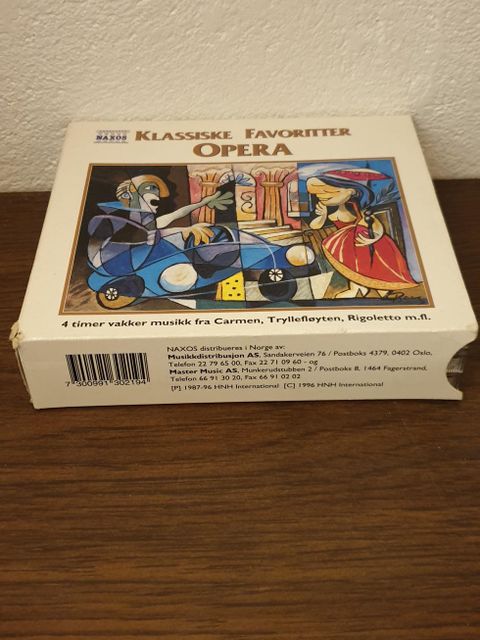 NAXOS
KLASSISKE FAVORITTER
OPERA
4 timer vakker musikk fra Carmen, Tryllefløyten, Rigoletto m.fl.
NAXOS distribueres i Norge av:
Musikkdistribusjon AS, Sandakerveien 76 / Postboks 4379, 0402 Oslo,
Telefon 22 79 65 00, Fax 22 71 09 60 - og
Master Music AS, Munkerudstubben 2 / Postboks 8, 1464 Fagerstrand,
Telefon 66 91 30 20, Fax 66 91 02 02
[P] 1987-96 HNH International [C] 1996 HNH International
7 300991 302194